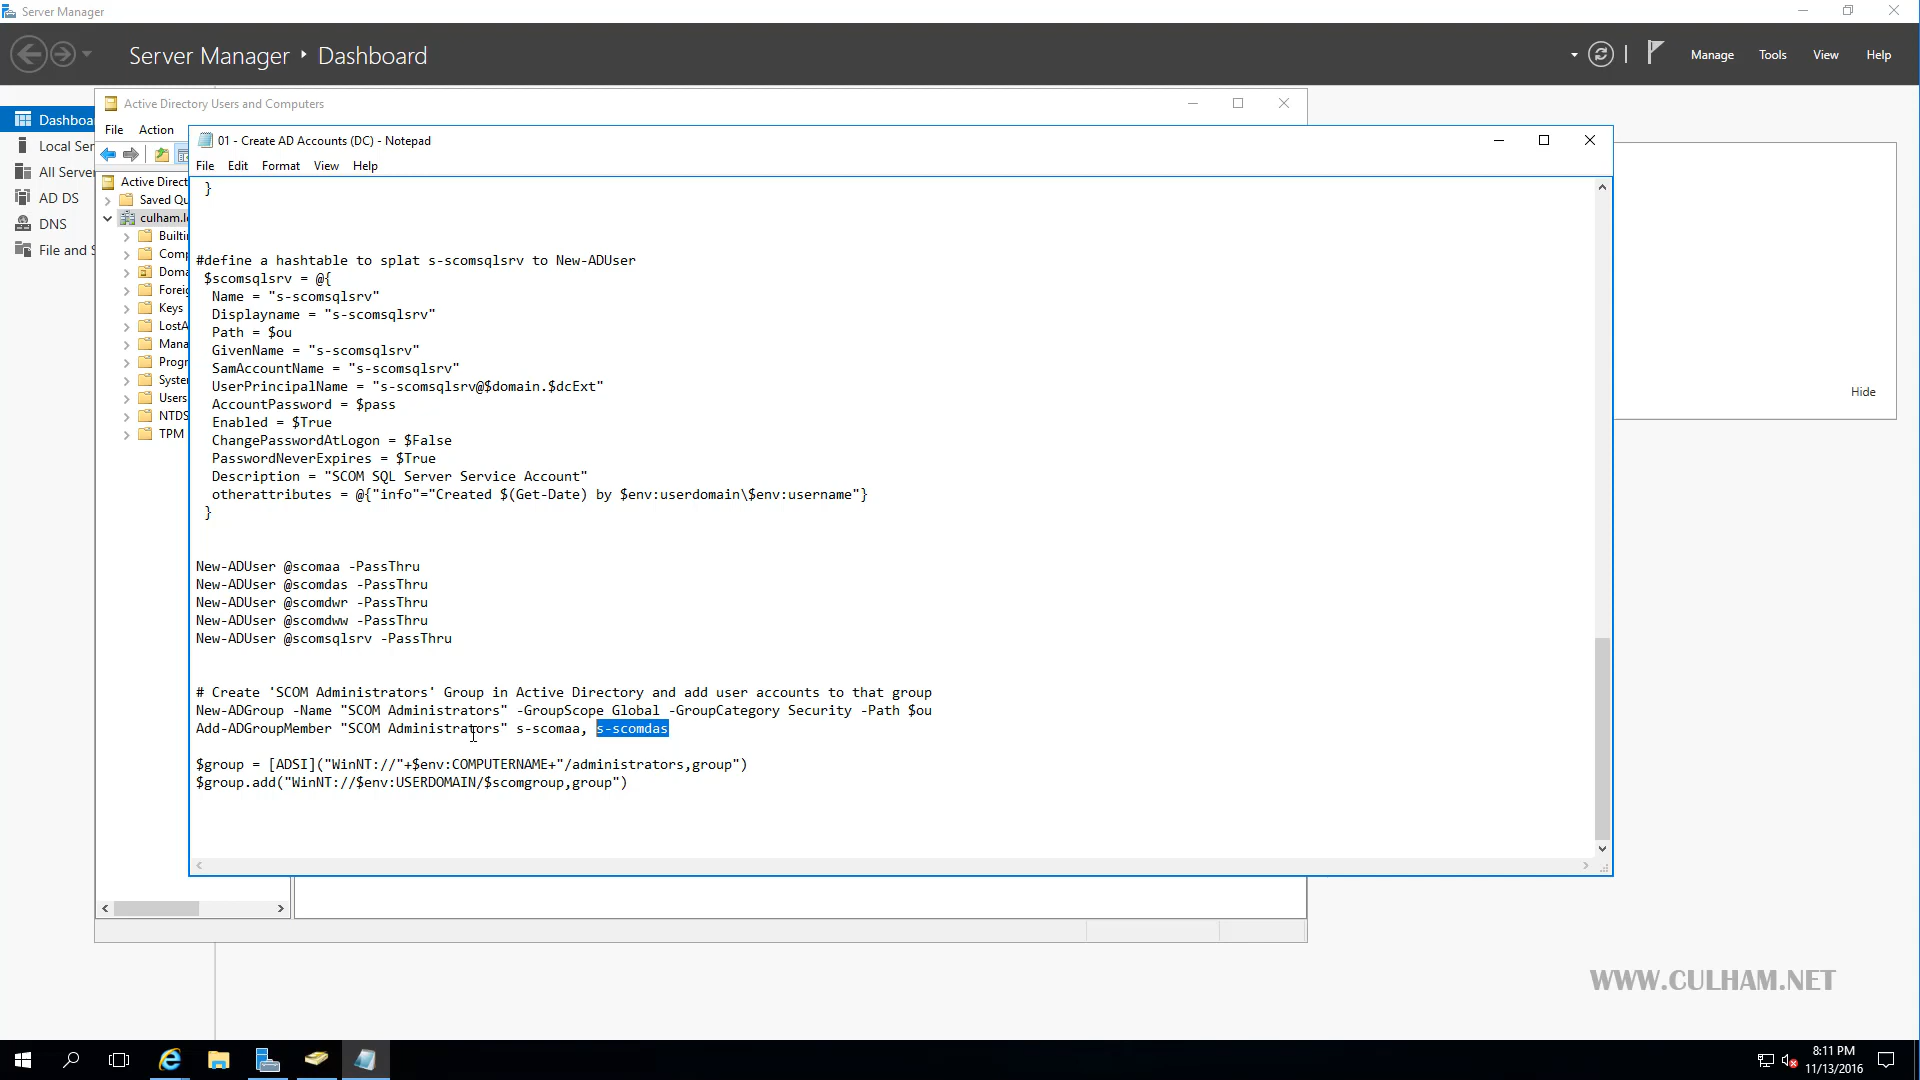 Server Manager
Server Manager
Dashboard
Manage
Tools
View
Help
Active Directory Users and Computers
File
Action
Dashboa
Local Ser
All Server
AD DS
DNS
File and S
Active Direct
Saved Qu
culham.l
Builti
Comp
Doma
Foreig
Keys
LostA
Mana
Progr
Syste
Users
NTDS
TPM
01 - Create AD Accounts (DC) - Notepad
File
Edit
Format
View
Help
}
#define a hashtable to splat s-scomsqlsrv to New-ADUser
$scomsqlsrv = @{
Name = "s-scomsqlsrv"
Displayname = "s-scomsqlsrv"
Path = $ou
GivenName = "s-scomsqlsrv"
SamAccountName = "s-scomsqlsrv"
UserPrincipalName = "s-scomsqlsrv@$domain.$dcExt"
AccountPassword = $pass
Enabled = $True
ChangePasswordAtLogon = $False
PasswordNeverExpires = $True
Description = "SCOM SQL Server Service Account"
otherattributes = @{"info"="Created $(Get-Date) by $env:userdomain\$env:username"}
}
New-ADUser @scomaa -PassThru
New-ADUser @scomdas -PassThru
New-ADUser @scomdwr -PassThru
New-ADUser @scomdww -PassThru
New-ADUser @scomsqlsrv -PassThru
# Create 'SCOM Administrators' Group in Active Directory and add user accounts to that group
New-ADGroup -Name "SCOM Administrators" -GroupScope Global -GroupCategory Security -Path $ou
Add-ADGroupMember "SCOM Administrators" s-scomaa, s-scomdas
$group = [ADSI]("WinNT://"+$env:COMPUTERNAME+"/administrators,group")
$group.add("WinNT://$env:USERDOMAIN/$scomgroup,group")
Hide
WWW.CULHAM.NET
8:11 PM
11/13/2016